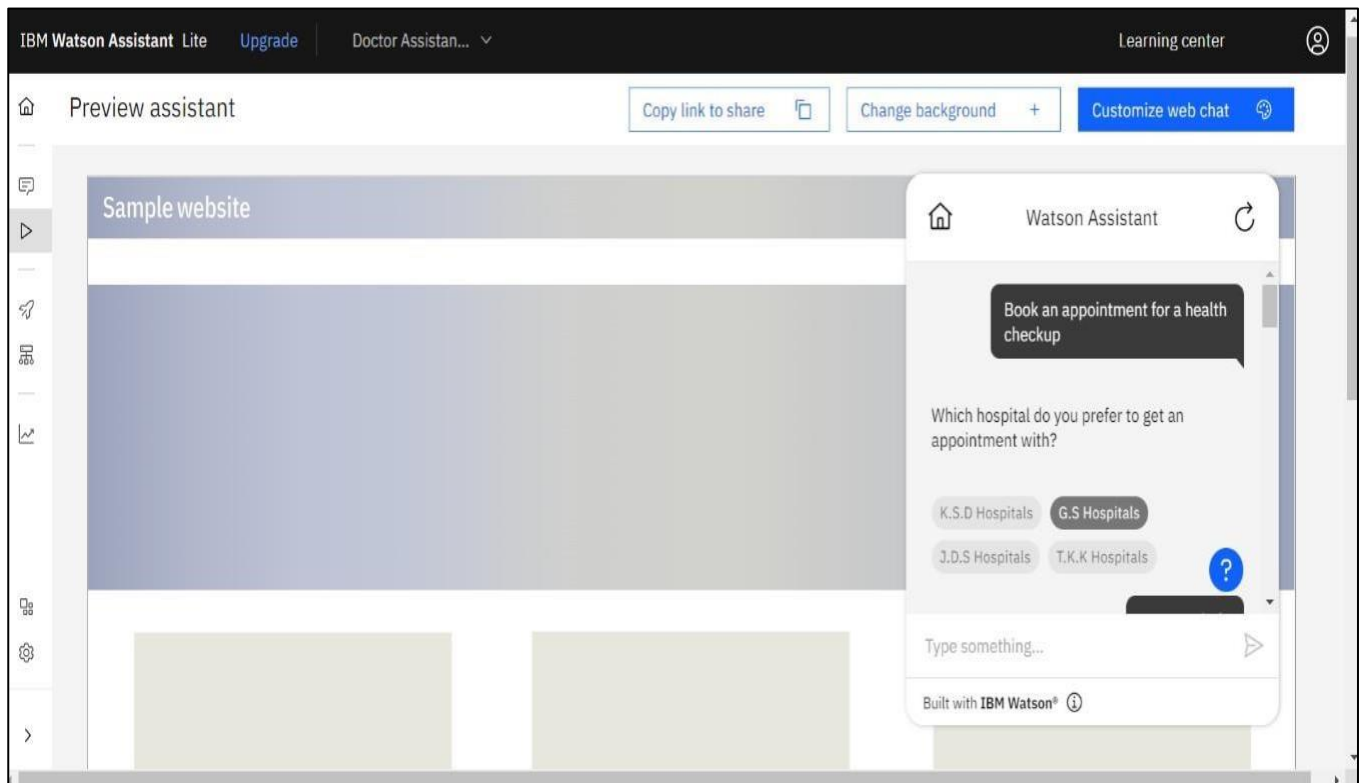 IBM Watson Assistant Lite Upgrade Doctor Assistan... Learning center
Preview assistant Copy link to share Change background + Customize web chat
Sample website
Watson Assistant
Book an appointment for a health
checkup
Which hospital do you prefer to get an
appointment with?
K.S.D Hospitals G.S Hospitals
J.D.S Hospitals T.K.K Hospitals
?
Type something...
Built with IBM Watson®